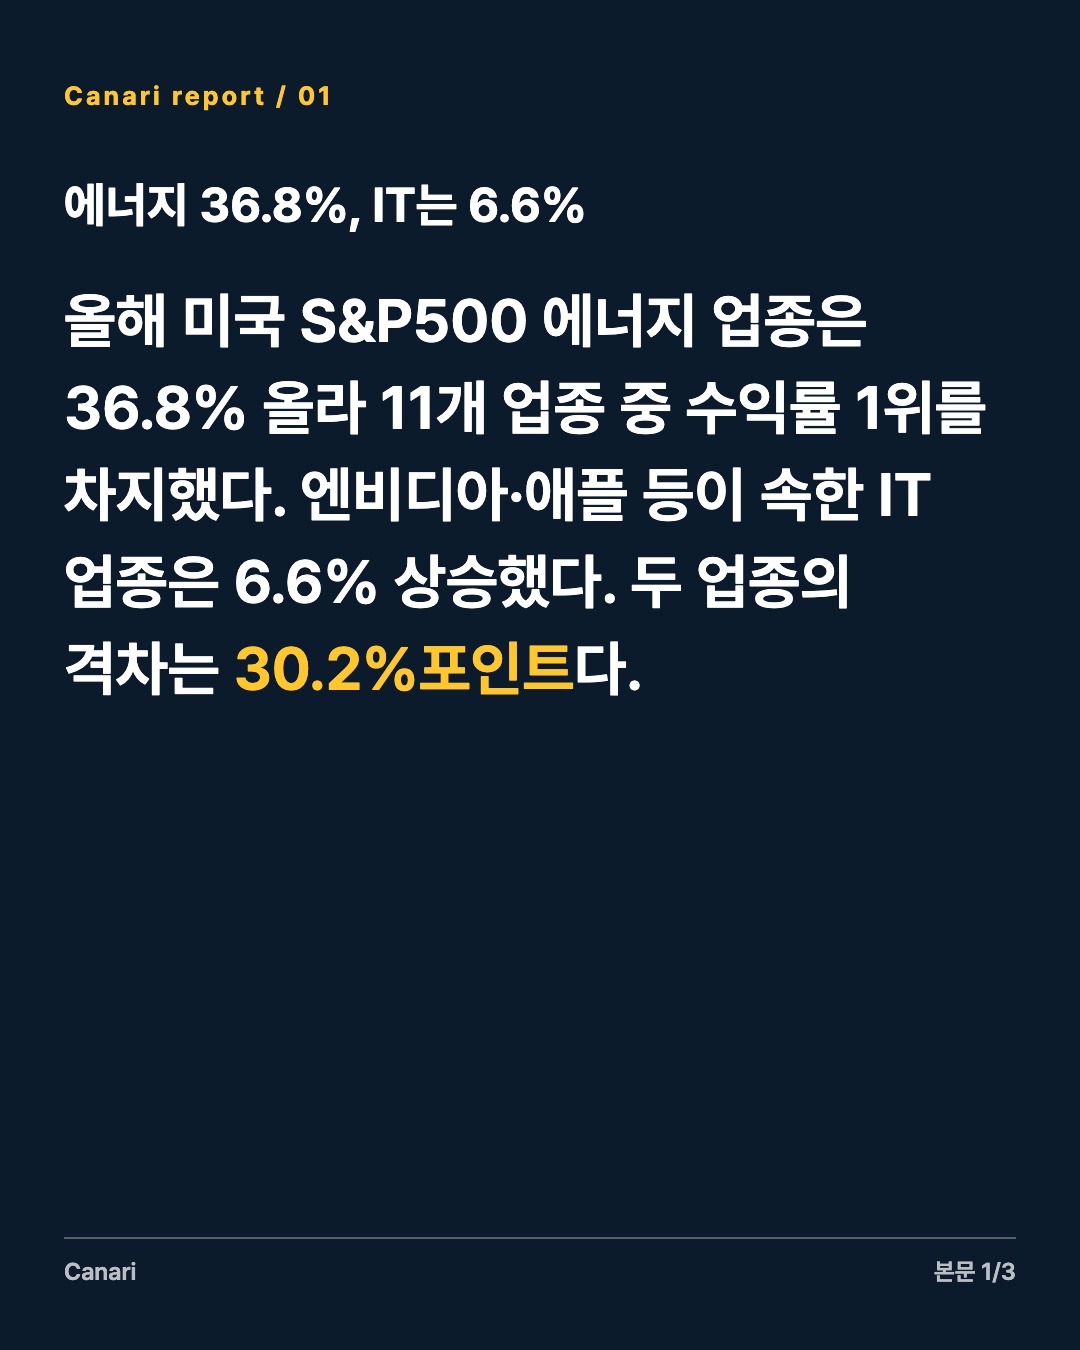 Canari report / 01
에너지 36.8%, IT는 6.6%
올해 미국 S&P500 에너지 업종은
36.8% 올라 11개 업종 중 수익률 1위를
차지했다. 엔비디아·애플 등이 속한 IT
업종은 6.6% 상승했다. 두 업종의
격차는 30.2%포인트다.
Canari
본문 1/3